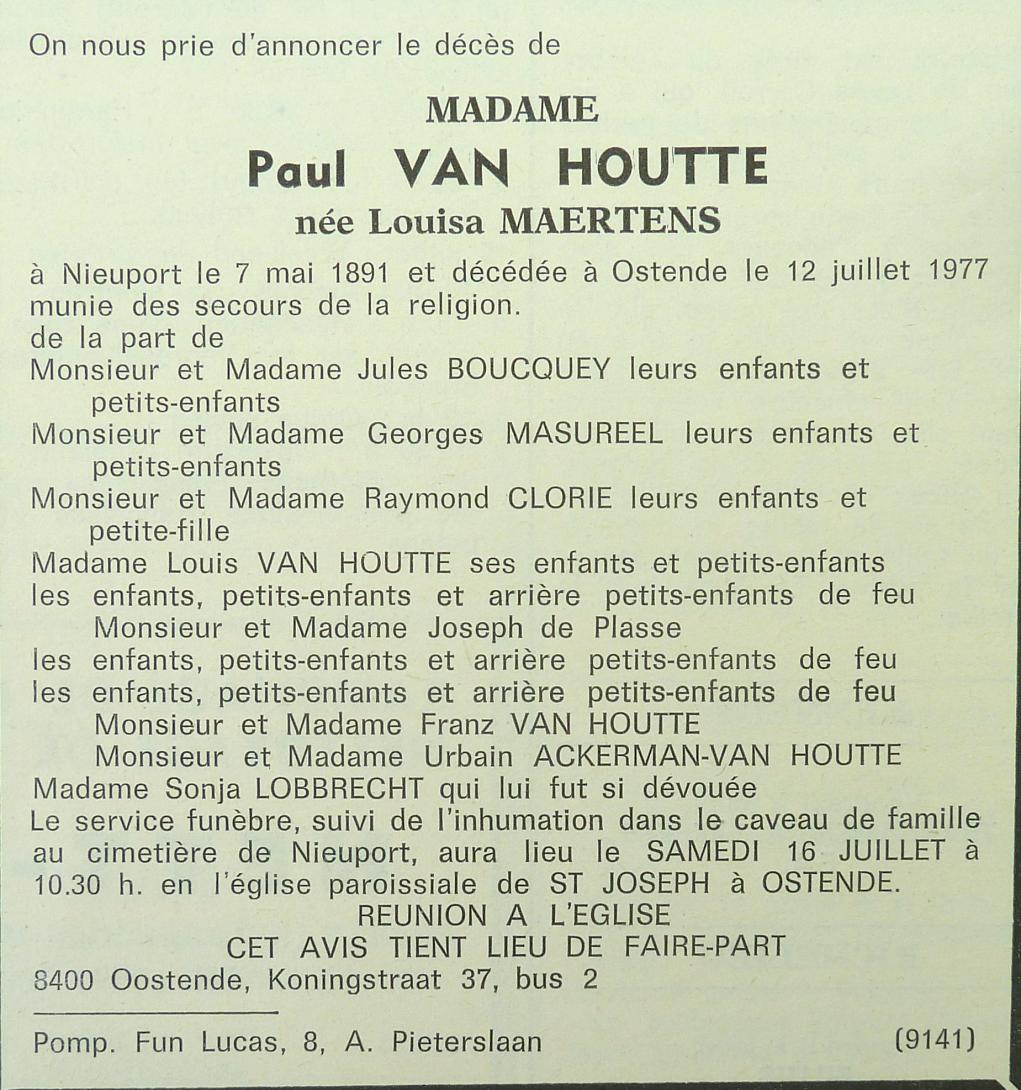 On nous prie d'annoncer le décès de
MADAME
Paul VAN HOUTTE
née Louisa MAERTENS
à Nieuport le 7 mai 1891 et décédée à Ostende le 12 juillet 1977
munie des secours de la religion.
de la part de
Monsieur et Madame Jules BOUCQUEY leurs enfants et
petits-enfants
Monsieur et Madame Georges MASUREEL leurs enfants et
petits-enfants
Monsieur et Madame Raymond CLORIE leurs enfants et
petite-fille
Madame Louis VAN HOUTTE ses enfants et petits-enfants
les enfants, petits-enfants et arrière petits-enfants de feu
Monsieur et Madame Joseph de Plasse
les enfants, petits-enfants et arrière petits-enfants de feu
les enfants, petits-enfants et arrière petits-enfants de feu
Monsieur et Madame Franz VAN HOUTTE
Monsieur et Madame Urbain ACKERMAN-VAN HOUTTE
Madame Sonja LOBBRECHT qui lui fut si dévouée
Le service funèbre, suivi de l'inhumation dans le caveau de famille
au cimetière de Nieuport, aura lieu le SAMEDI 16 JUILLET à
10.30 h. en l'église paroissiale de ST JOSEPH à OSTENDE.
REUNION A L'EGLISE
CET AVIS TIENT LIEU DE FAIRE-PART
8400 Oostende, Koningstraat 37, bus 2
Pomp. Fun Lucas, 8, A. Pieterslaan (9141)